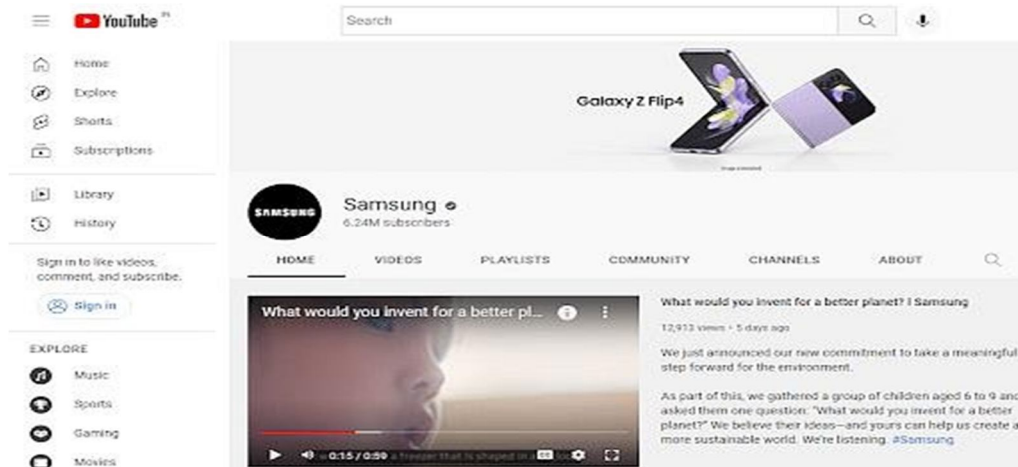 YouTube IN
Search
Home
Explore
Shorts
Subscriptions
Library
History
Sign in to like videos,
comment, and subscribe.
Sign in
EXPLORE
Music
Sports
Gaming
Movies
Galaxy Z Flip4
SAMSUNG
Samsung
6.24M subscribers
HOME VIDEOS PLAYLISTS COMMUNITY CHANNELS ABOUT
What would you invent for a better pl...
a freezer that is shaped in a
0:15 / 0:59
What would you invent for a better planet? l Samsung
12,913 views • 5 days ago
We just announced our new commitment to take a meaningful
step forward for the environment.
As part of this, we gathered a group of children aged 6 to 9 and
asked them one question: "What would you invent for a better
planet?" We believe their ideas—and yours can help us create a
more sustainable world. We're listening. #Samsung